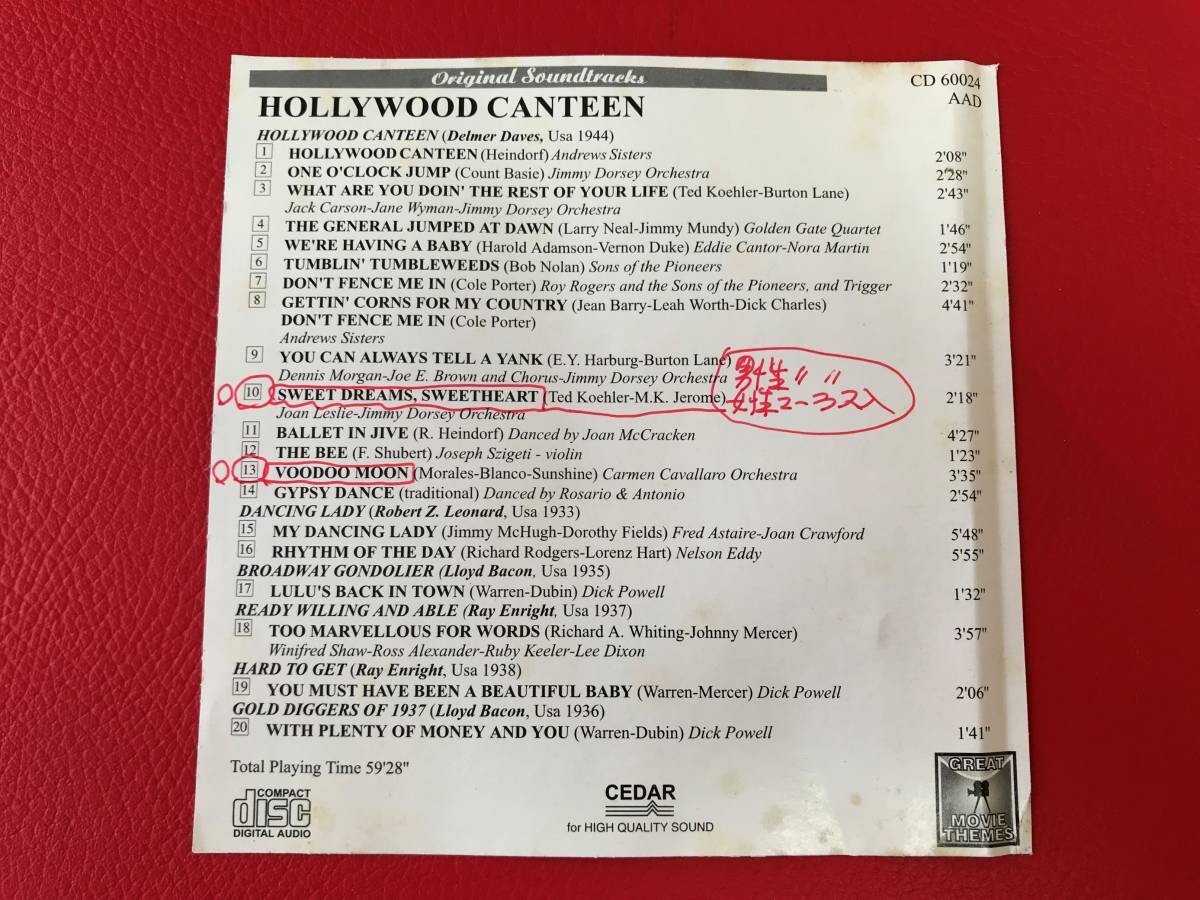 Original Soundtracks
CD 60024
AAD
HOLLYWOOD CANTEEN
HOLLYWOOD CANTEEN (Delmer Daves, Usa 1944)
1 HOLLYWOOD CANTEEN (Heindorf) Andrews Sisters 2'08"
2 ONE O'CLOCK JUMP (Count Basie) Jimmy Dorsey Orchestra 2'28"
3 WHAT ARE YOU DOIN' THE REST OF YOUR LIFE (Ted Koehler-Burton Lane) 2'43"
Jack Carson-Jane Wyman-Jimmy Dorsey Orchestra
4 THE GENERAL JUMPED AT DAWN (Larry Neal-Jimmy Mundy) Golden Gate Quartet 1'46"
5 WE'RE HAVING A BABY (Harold Adamson-Vernon Duke) Eddie Cantor-Nora Martin 2'54"
6 TUMBLIN' TUMBLEWEEDS (Bob Nolan) Sons of the Pioneers 1'19"
7 DON'T FENCE ME IN (Cole Porter) Roy Rogers and the Sons of the Pioneers, and Trigger 2'32"
8 GETTIN' CORNS FOR MY COUNTRY (Jean Barry-Leah Worth-Dick Charles) 4'41"
DON'T FENCE ME IN (Cole Porter)
Andrews Sisters
9 YOU CAN ALWAYS TELL A YANK (E.Y. Harburg-Burton Lane) 3'21"
Dennis Morgan-Joe E. Brown and Chorus-Jimmy Dorsey Orchestra
男性 〃 〃
10 SWEET DREAMS, SWEETHEART (Ted Koehler-M.K. Jerome) 2'18"
女性コーラス入
Joan Leslie-Jimmy Dorsey Orchestra
11 BALLET IN JIVE (R. Heindorf) Danced by Joan McCracken 4'27"
12 THE BEE (F. Shubert) Joseph Szigeti - violin 1'23"
13 VOODOO MOON (Morales-Blanco-Sunshine) Carmen Cavallaro Orchestra 3'35"
14 GYPSY DANCE (traditional) Danced by Rosario & Antonio 2'54"
DANCING LADY (Robert Z. Leonard, Usa 1933)
15 MY DANCING LADY (Jimmy McHugh-Dorothy Fields) Fred Astaire-Joan Crawford 5'48"
16 RHYTHM OF THE DAY (Richard Rodgers-Lorenz Hart) Nelson Eddy 5'55"
BROADWAY GONDOLIER (Lloyd Bacon, Usa 1935)
17 LULU'S BACK IN TOWN (Warren-Dubin) Dick Powell 1'32"
READY WILLING AND ABLE (Ray Enright, Usa 1937)
18 TOO MARVELLOUS FOR WORDS (Richard A. Whiting-Johnny Mercer) 3'57"
Winifred Shaw-Ross Alexander-Ruby Keeler-Lee Dixon
HARD TO GET (Ray Enright, Usa 1938)
19 YOU MUST HAVE BEEN A BEAUTIFUL BABY (Warren-Mercer) Dick Powell 2'06"
GOLD DIGGERS OF 1937 (Lloyd Bacon, Usa 1936)
20 WITH PLENTY OF MONEY AND YOU (Warren-Dubin) Dick Powell 1'41"
Total Playing Time 59'28"
COMPACT
disc
DIGITAL AUDIO
CEDAR
for HIGH QUALITY SOUND
GREAT
MOVIE
THEMES